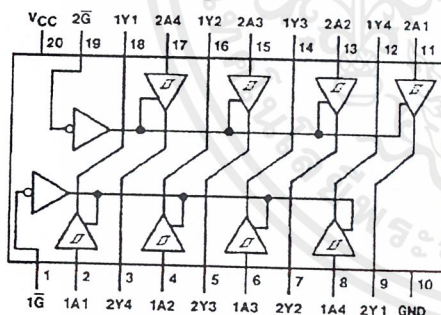 VCC 2G̅ 1Y1 2A4 1Y2 2A3 1Y3 2A2 1Y4 2A1
20 19 18 17 16 15 14 13 12 11
1 2 3 4 5 6 7 8 9 10
1G̅ 1A1 2Y4 1A2 2Y3 1A3 2Y2 1A4 2Y1 GND